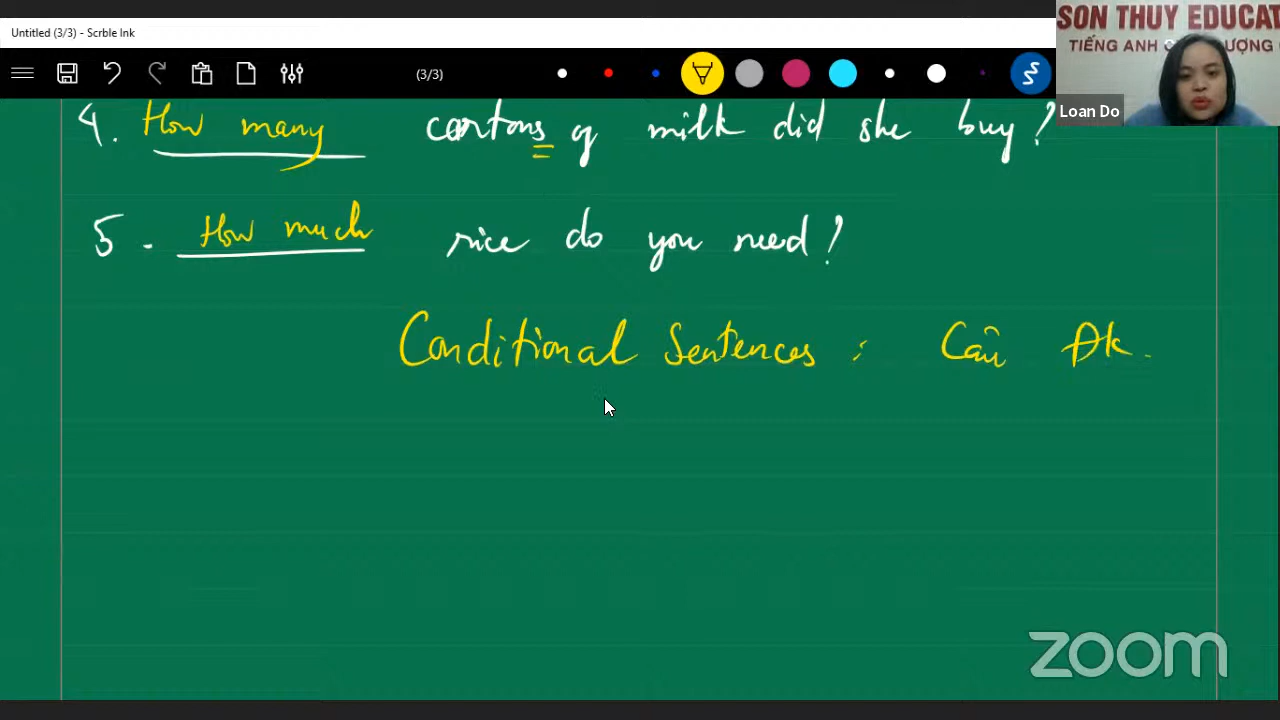 SON THUY EDUCAT
Untitled (3/3) - Scrble Ink
TIẾNG ANH C ƯỢNG
(3/3)
Loan Do
4. How many cartons of milk did she buy?
5. How much rice do you need?
Conditional Sentences : Câu ĐK.
zoom